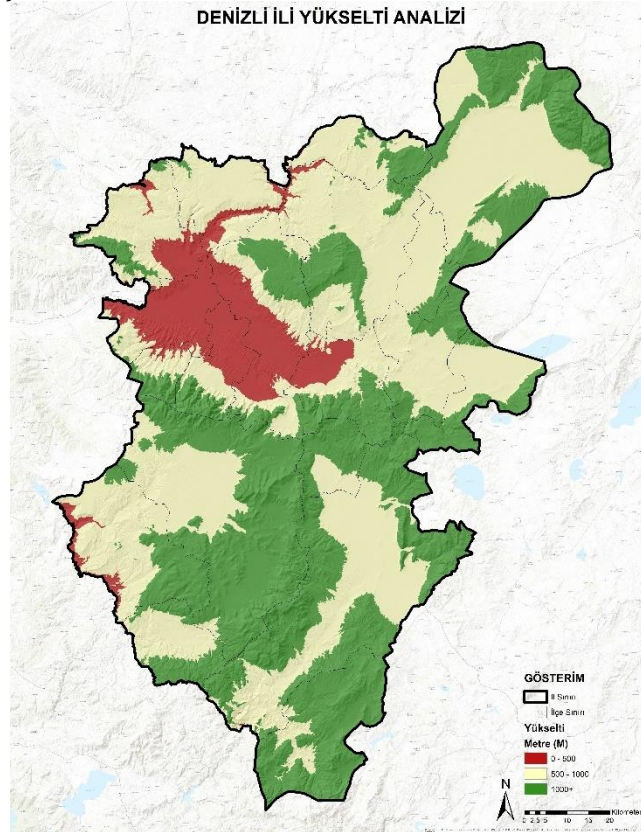 DENİZLİ İLİ YÜKSELTİ ANALİZİ
GÖSTERİM
İl Sınırı
İlçe Sınırı
Yükselti
Metre (M)
0 - 500
500 - 1000
1000+
N
0 2,5 5 10 15 20
Kilometre